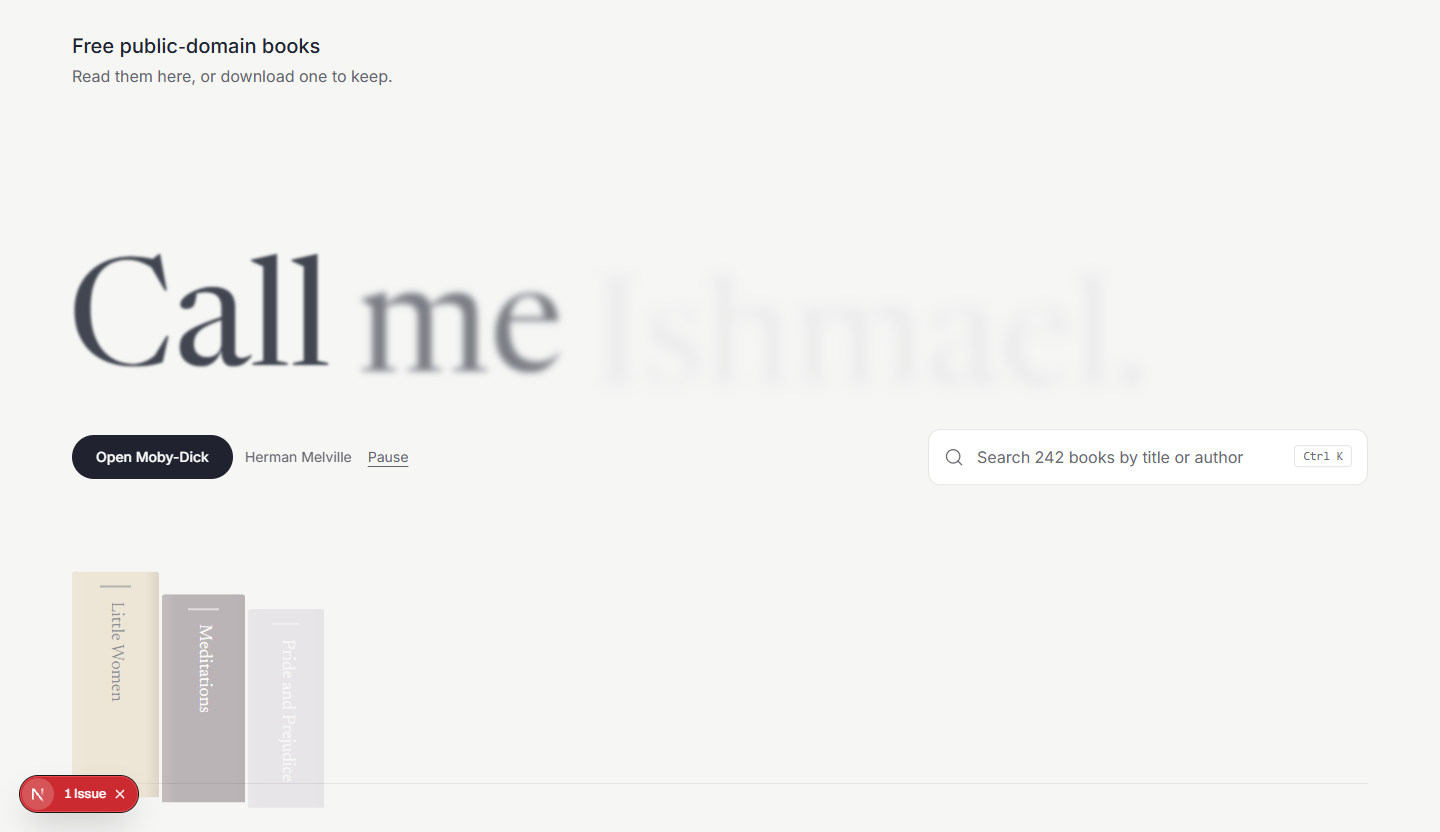 Free public-domain books
Read them here, or download one to keep.
Call me Ishmael.
Open Moby-Dick Herman Melville Pause
Search 242 books by title or author Ctrl K
Little Women
Meditations
Pride and Prejudice
N 1 Issue